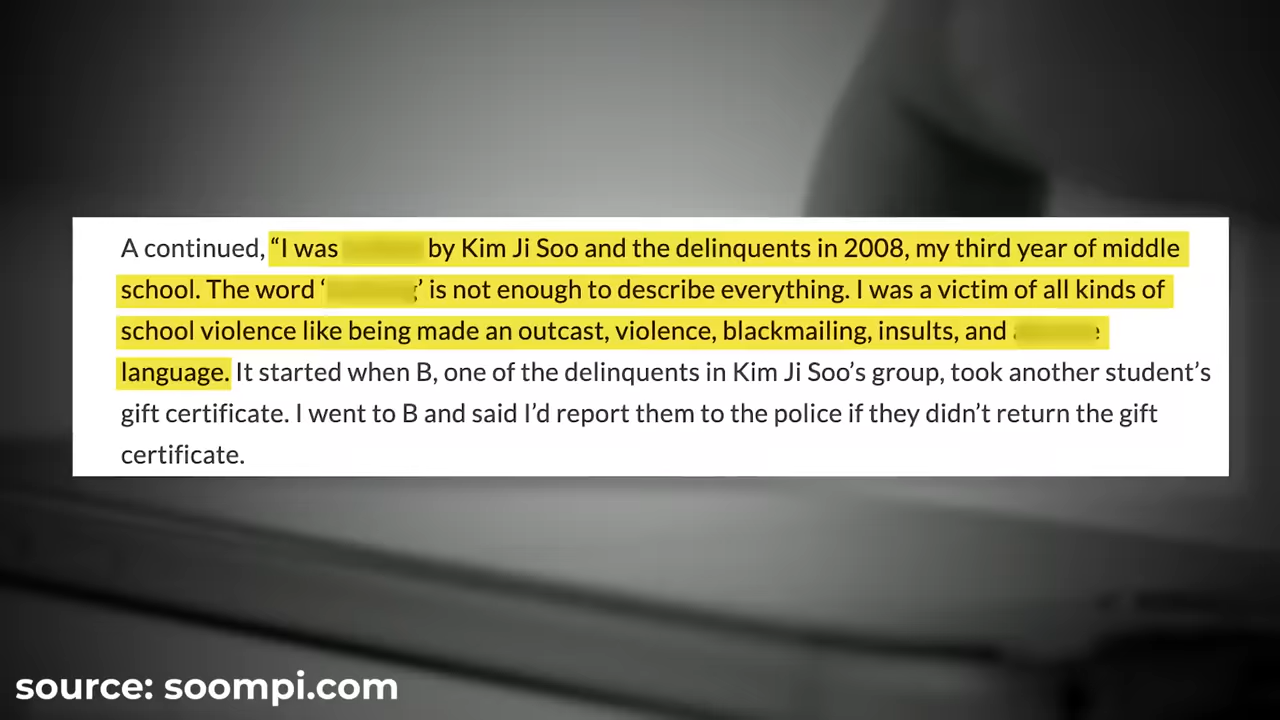 A continued, “I was by Kim Ji Soo and the delinquents in 2008, my third year of middle
school. The word ‘ ’ is not enough to describe everything. I was a victim of all kinds of
school violence like being made an outcast, violence, blackmailing, insults, and
language. It started when B, one of the delinquents in Kim Ji Soo’s group, took another student’s
gift certificate. I went to B and said I’d report them to the police if they didn’t return the gift
certificate.
source: soompi.com